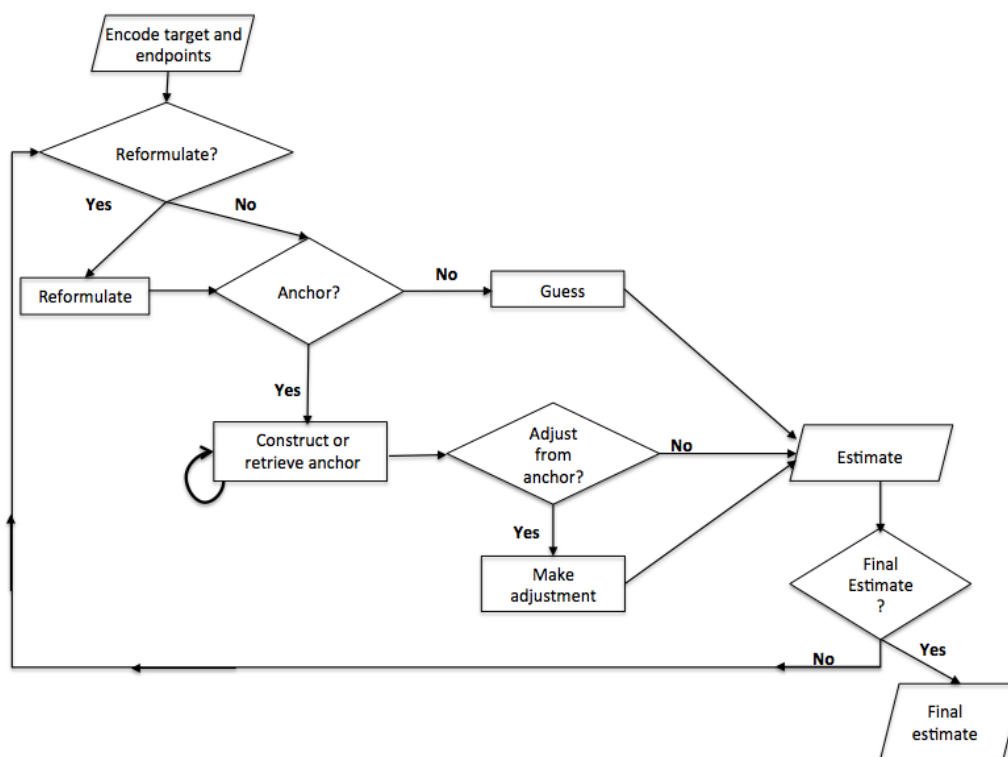 Encode target and
endpoints
Reformulate?
Yes
No
Reformulate
Anchor?
No
Guess
Yes
Construct or
retrieve anchor
Adjust
from
anchor?
No
Estimate
Yes
Make
adjustment
Final
Estimate
?
No
Yes
Final
estimate